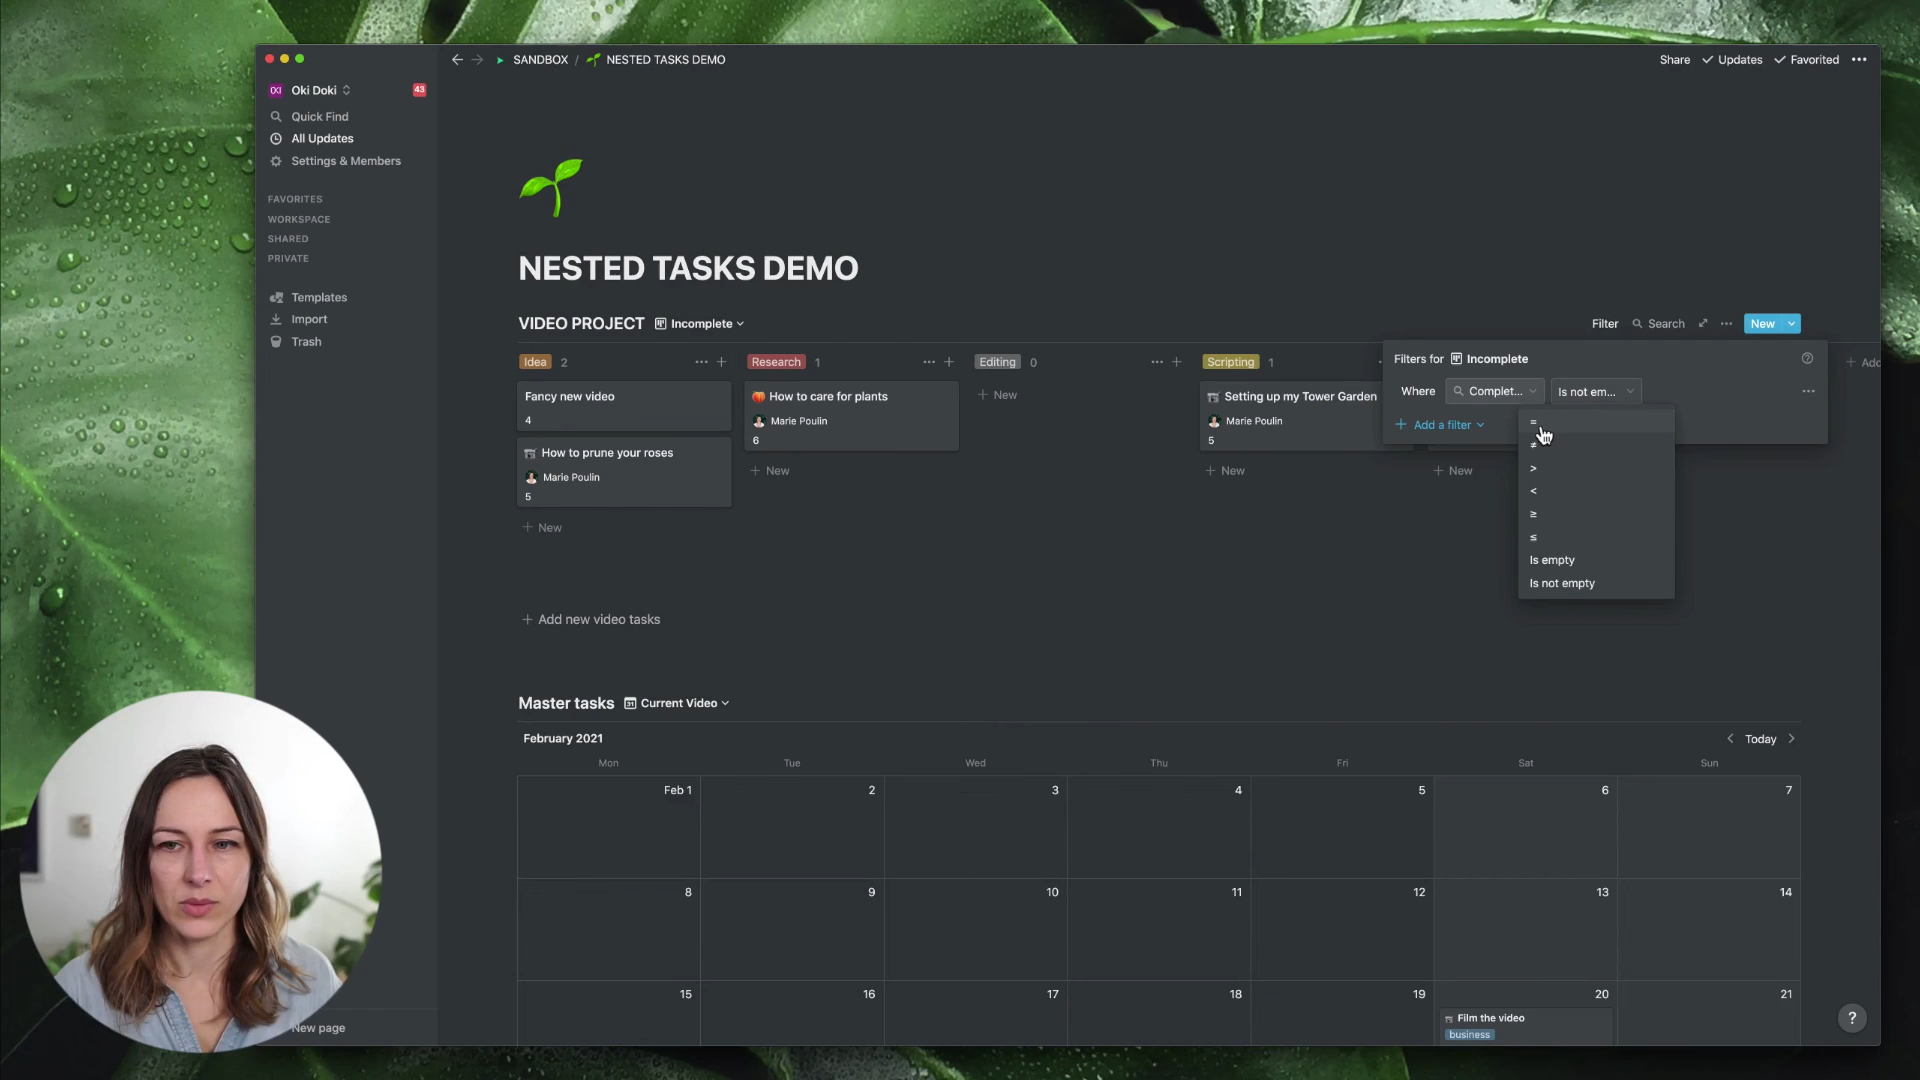 SANDBOX / NESTED TASKS DEMO
Share Updates Favorited
OKI Oki Doki 43
Quick Find
All Updates
Settings & Members
FAVORITES
WORKSPACE
SHARED
PRIVATE
Templates
Import
Trash
New page
NESTED TASKS DEMO
VIDEO PROJECT Incomplete
Filter Search New
Idea 2
Research 1
Editing 0
Scripting 1
Fancy new video
4
How to prune your roses
Marie Poulin
5
+ New
How to care for plants
Marie Poulin
6
+ New
+ New
Setting up my Tower Garden
Marie Poulin
5
+ New
+ New
+ Add
Filters for Incomplete
Where Complet... Is not em...
+ Add a filter
=
≠
>
<
≥
≤
Is empty
Is not empty
+ Add new video tasks
Master tasks 31 Current Video
February 2021
< Today >
Mon Tue Wed Thu Fri Sat Sun
Feb 1 2 3 4 5 6 7
8 9 10 11 12 13 14
15 16 17 18 19 20 21
Film the video
business
?